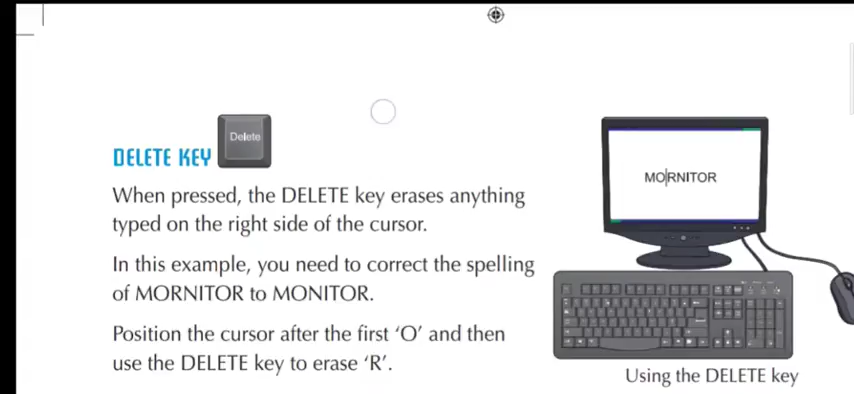 Delete
DELETE KEY
When pressed, the DELETE key erases anything
typed on the right side of the cursor.
In this example, you need to correct the spelling
of MORNITOR to MONITOR.
Position the cursor after the first ‘O’ and then
use the DELETE key to erase ‘R’.
MO|RNITOR
Using the DELETE key